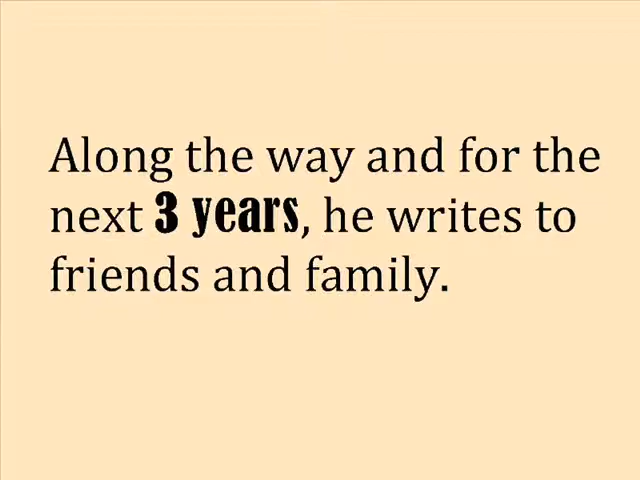 Along the way and for the
next 3 years, he writes to
friends and family.